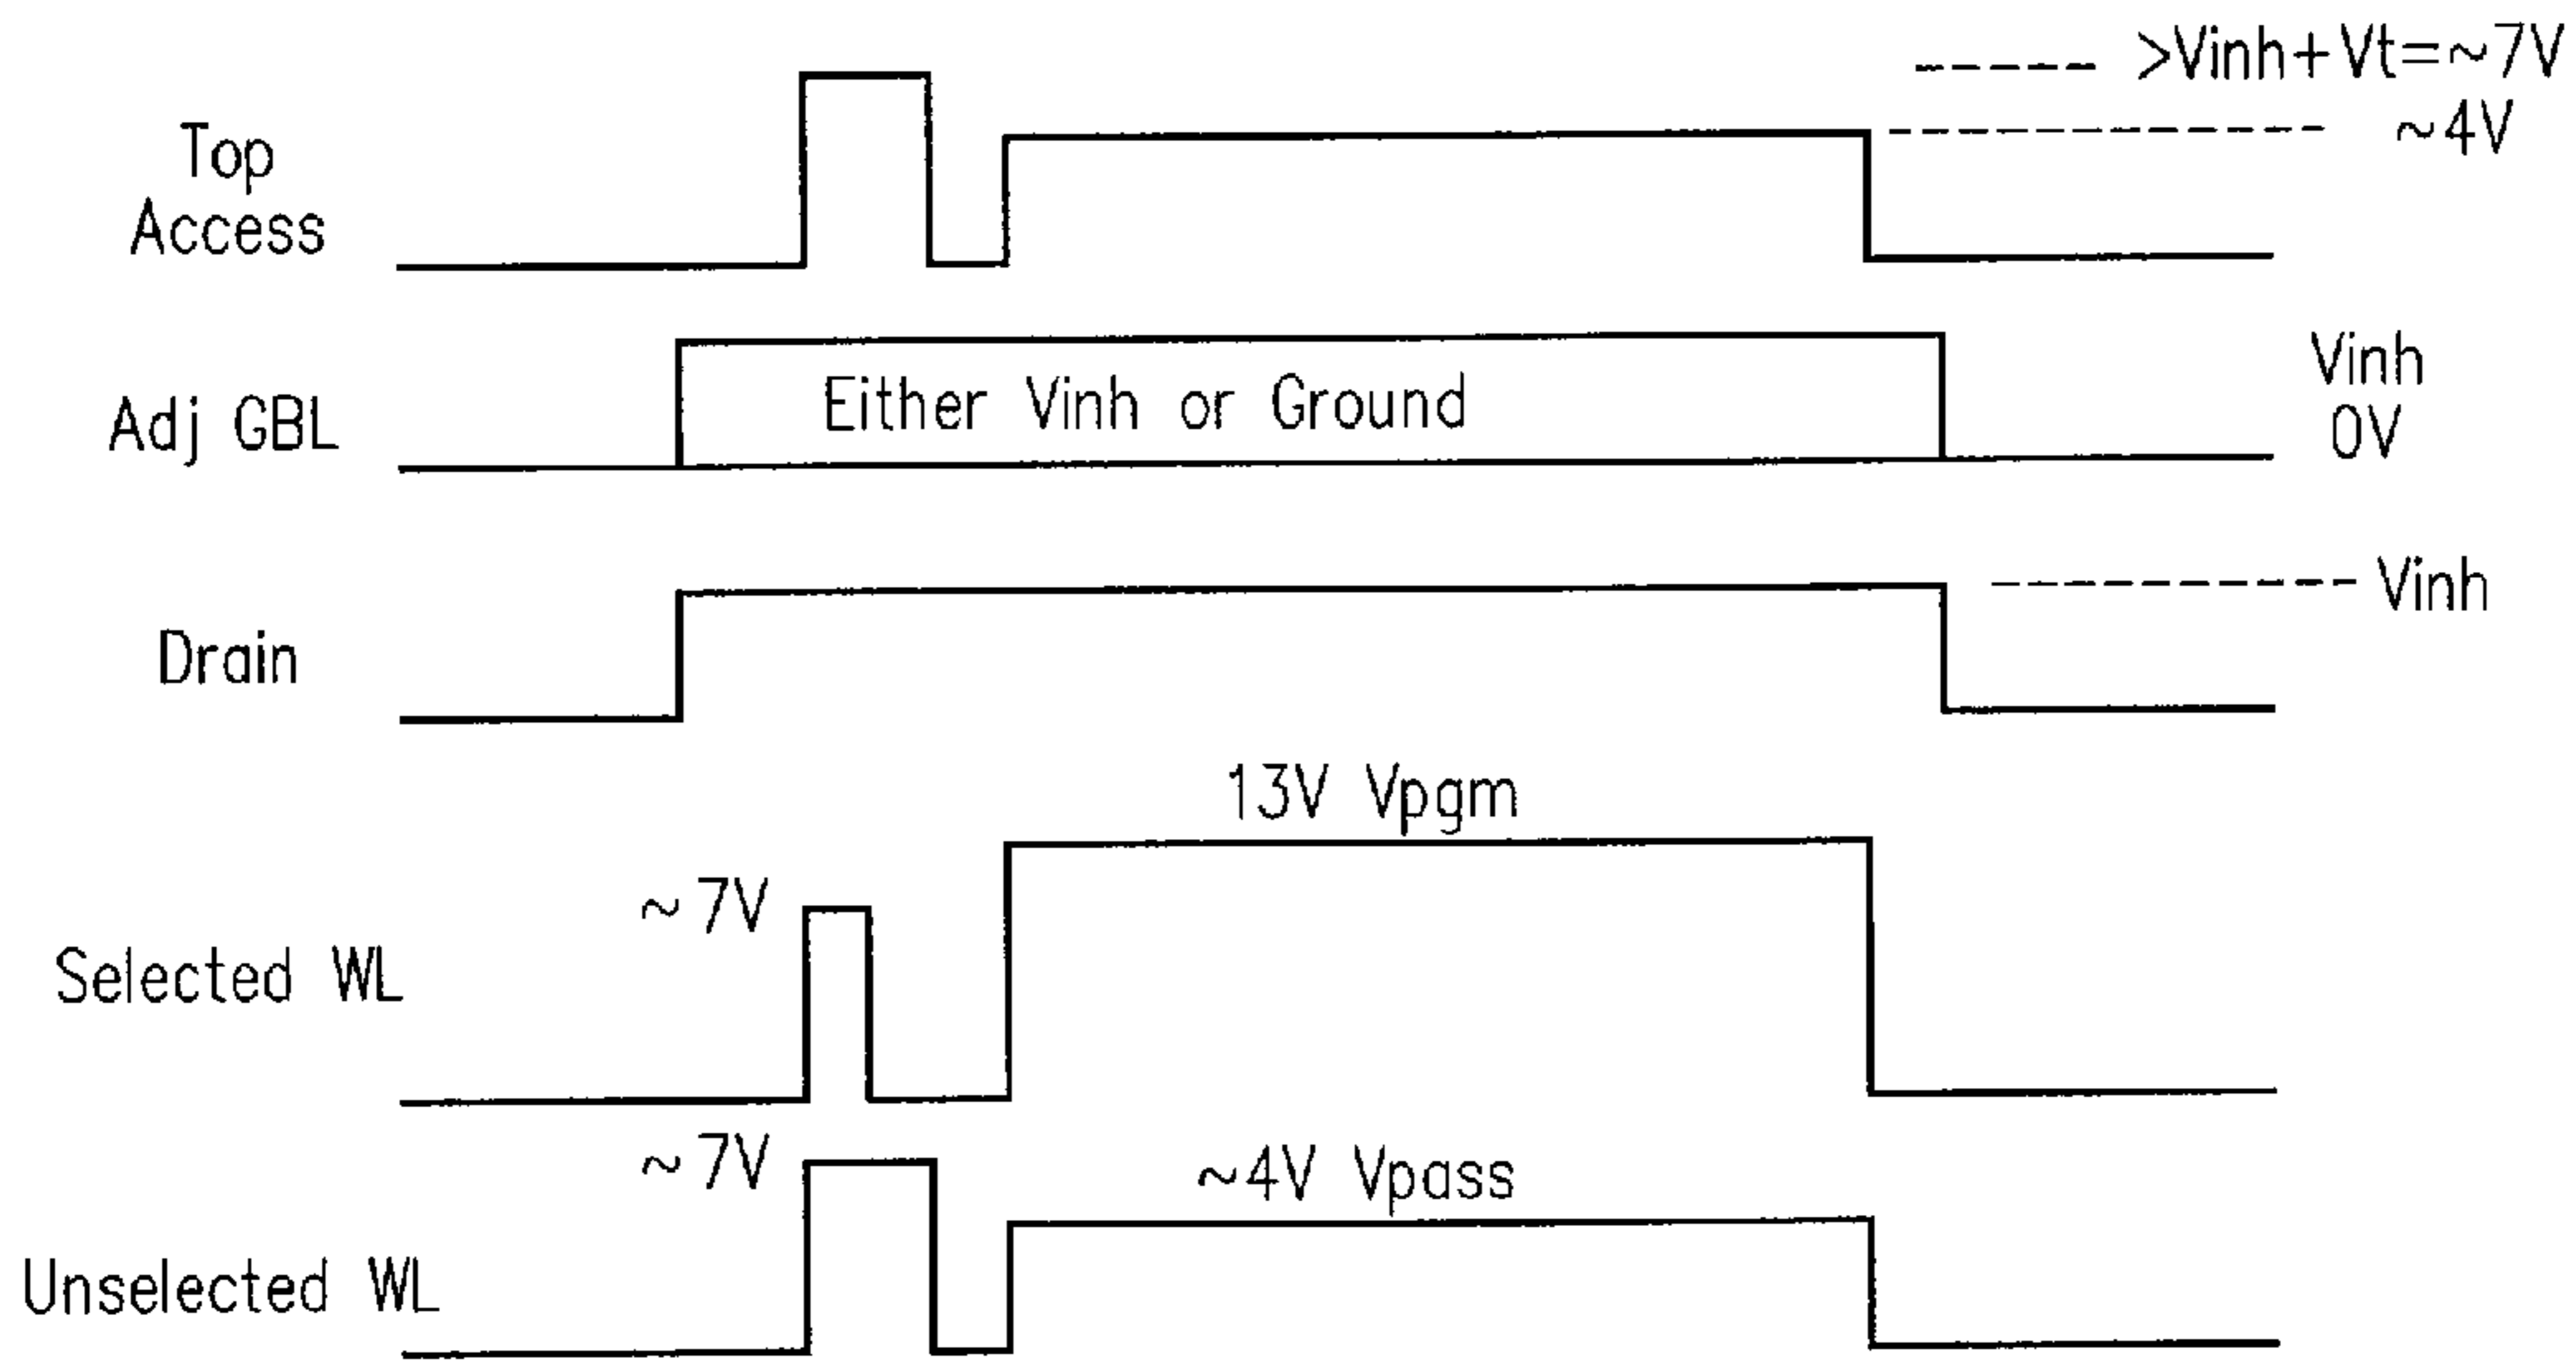 >Vinh+Vt=~7V
~4V
Top
Access
Adj GBL
Either Vinh or Ground
Vinh
0V
Drain
Vinh
13V Vpgm
~7V
Selected WL
~7V
~4V Vpass
Unselected WL